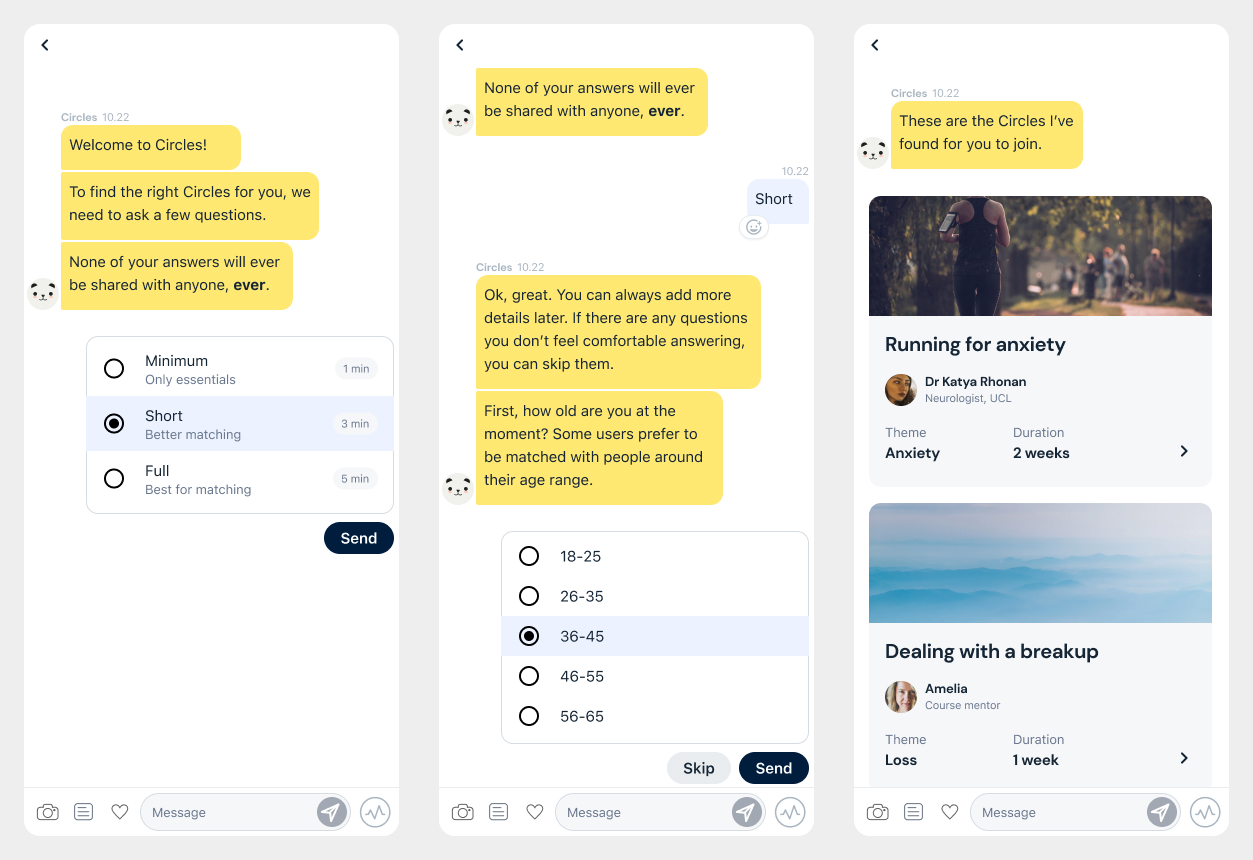 Circles 10.22
Welcome to Circles!
To find the right Circles for you, we
need to ask a few questions.
None of your answers will ever
be shared with anyone, ever.
Minimum
Only essentials
1 min
Short
Better matching
3 min
Full
Best for matching
5 min
Send
Message
None of your answers will ever
be shared with anyone, ever.
10.22
Short
Circles 10.22
Ok, great. You can always add more
details later. If there are any questions
you don’t feel comfortable answering,
you can skip them.
First, how old are you at the
moment? Some users prefer to
be matched with people around
their age range.
18-25
26-35
36-45
46-55
56-65
Skip
Send
Message
Circles 10.22
These are the Circles I’ve
found for you to join.
Running for anxiety
Dr Katya Rhonan
Neurologist, UCL
Theme
Duration
Anxiety
2 weeks
Dealing with a breakup
Amelia
Course mentor
Theme
Duration
Loss
1 week
Message